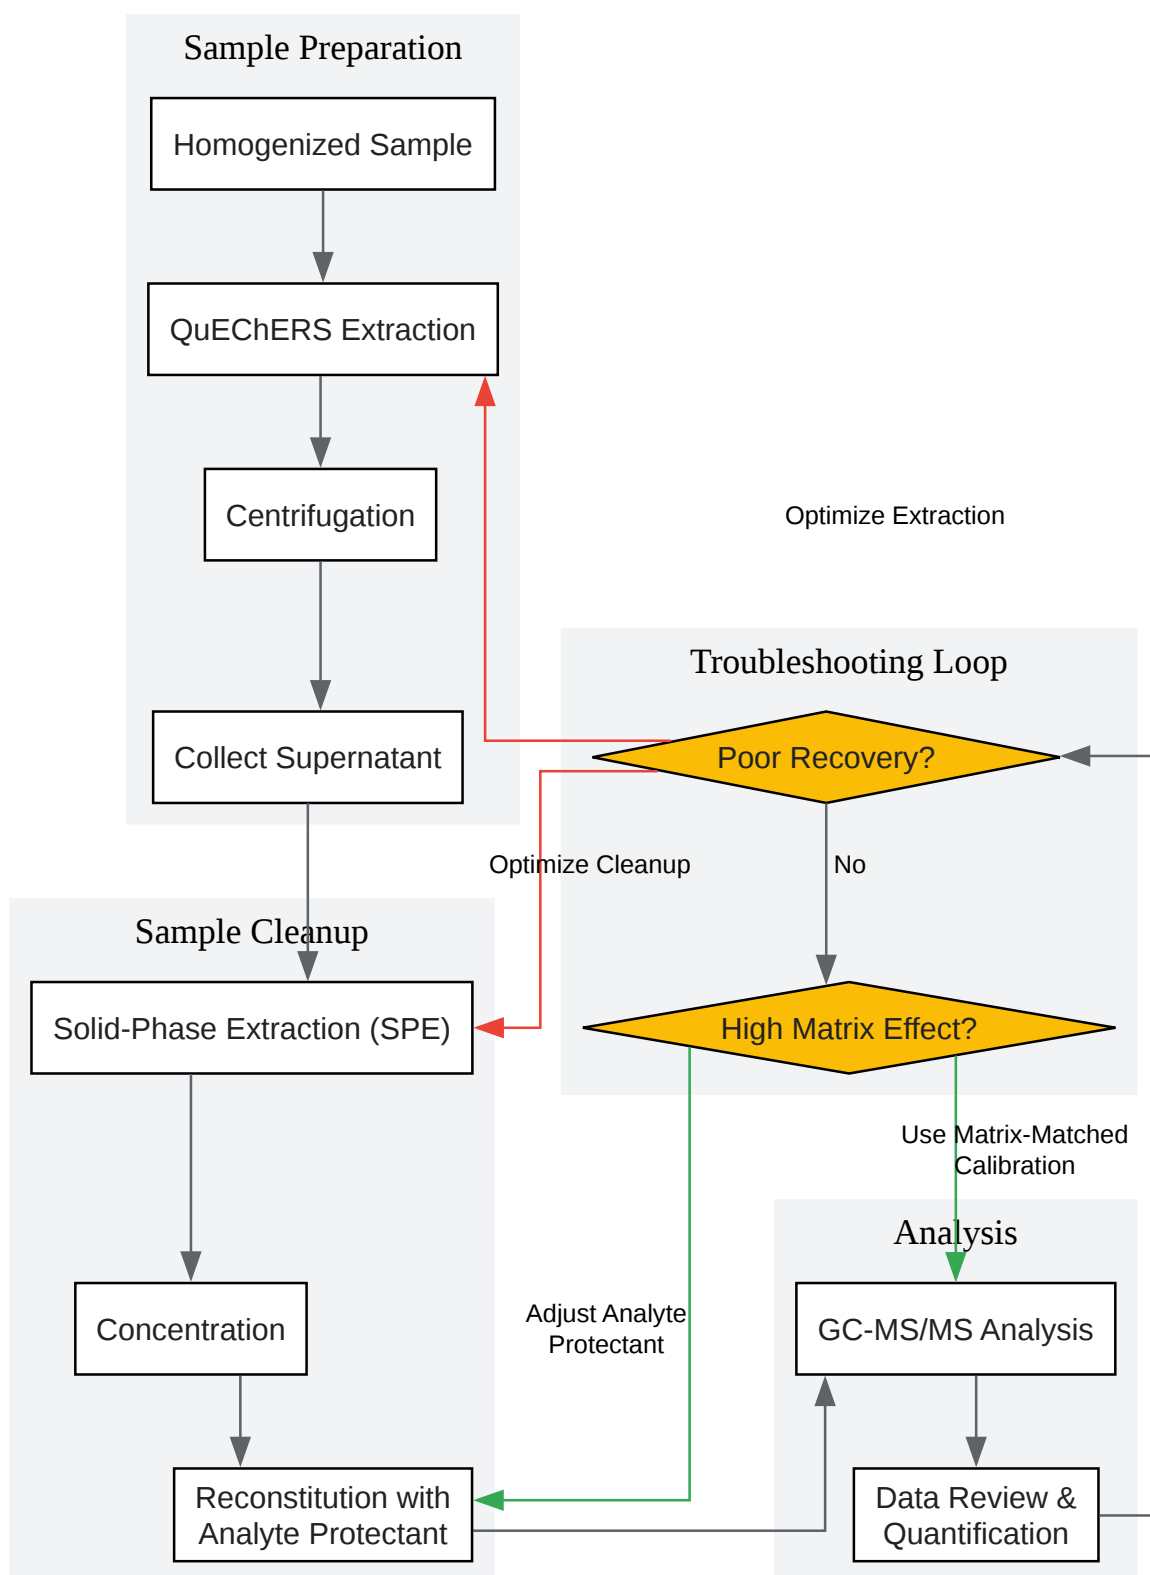 Sample Preparation
Homogenized Sample
QuEChERS Extraction
Centrifugation
Optimize Extraction
Collect Supernatant
Troubleshooting Loop
Poor Recovery?
Optimize Cleanup
No
Sample Cleanup
Solid-Phase Extraction (SPE)
High Matrix Effect?
Use Matrix-Matched
Calibration
Analysis
Concentration
Adjust Analyte
Protectant
GC-MS/MS Analysis
Reconstitution with
Analyte Protectant
Data Review &
Quantification